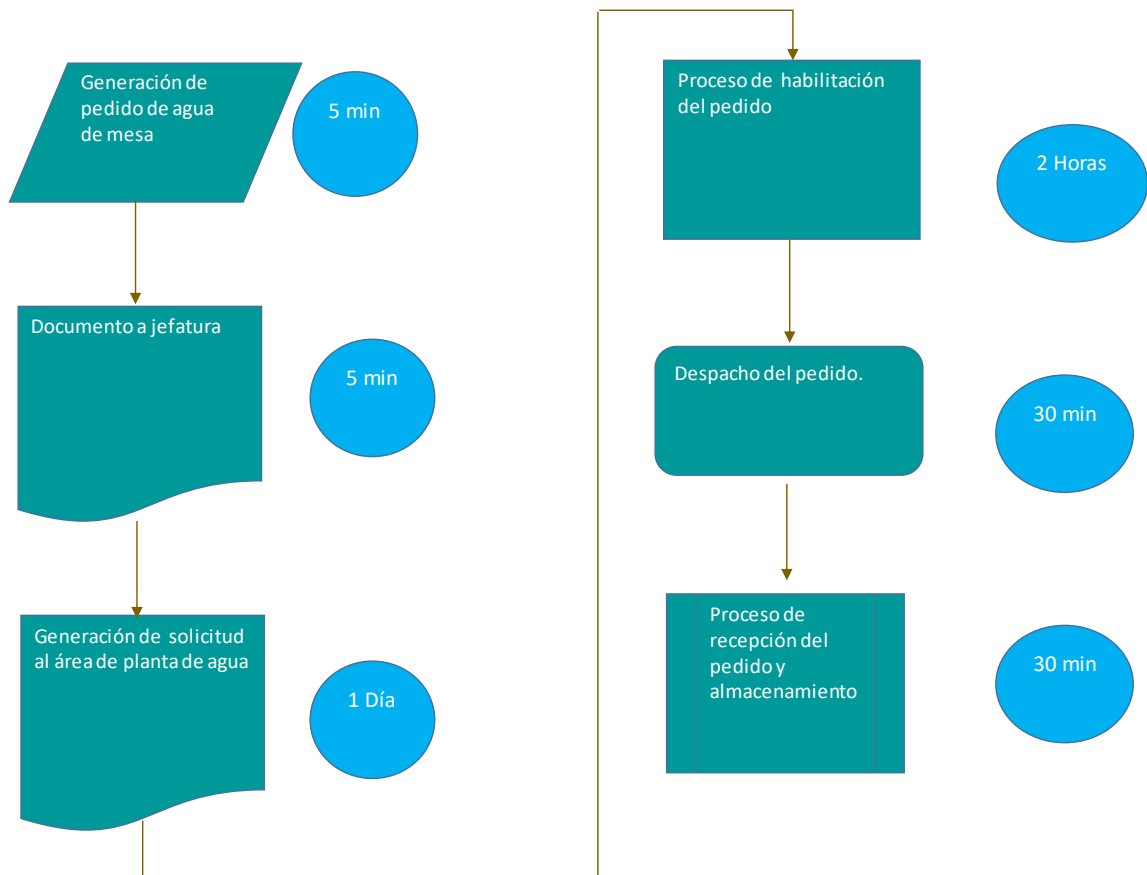 Generación de
pedido de agua
de mesa
5 min
Documento a jefatura
5 min
Generación de solicitud
al área de planta de agua
1 Día
Proceso de habilitación
del pedido
2 Horas
Despacho del pedido.
30 min
Proceso de
recepción del
pedido y
almacenamiento
30 min